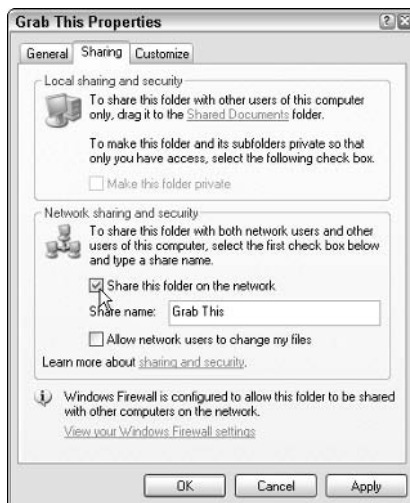 Grab This Properties
General
Sharing
Customize
Local sharing and security
To share this folder with other users of this computer
only, drag it to the Shared Documents folder.
To make this folder and its subfolders private so that
only you have access, select the following check box.
Make this folder private
Network sharing and security
To share this folder with both network users and other
users of this computer, select the first check box below
and type a share name.
Share this folder on the network
Share name: Grab This
Allow network users to change my files
Learn more about sharing and security.
Windows Firewall is configured to allow this folder to be shared
with other computers on the network.
View your Windows Firewall settings
OK
Cancel
Apply